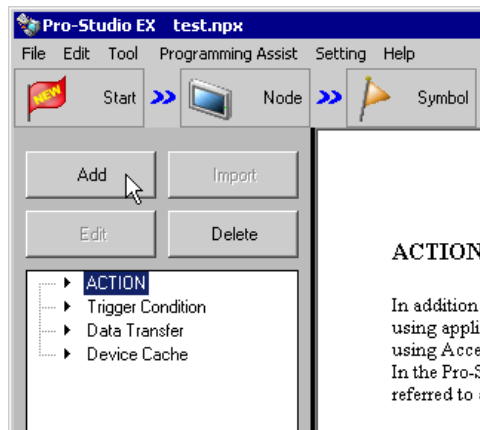 Pro-Studio EX test.npx
File Edit Tool Programming Assist Setting Help
NEW Start Node Symbol
Add Import
Edit Delete
ACTION
Trigger Condition
Data Transfer
Device Cache
ACTION
In addition
using appli
using Acce
In the Pro-S
referred to